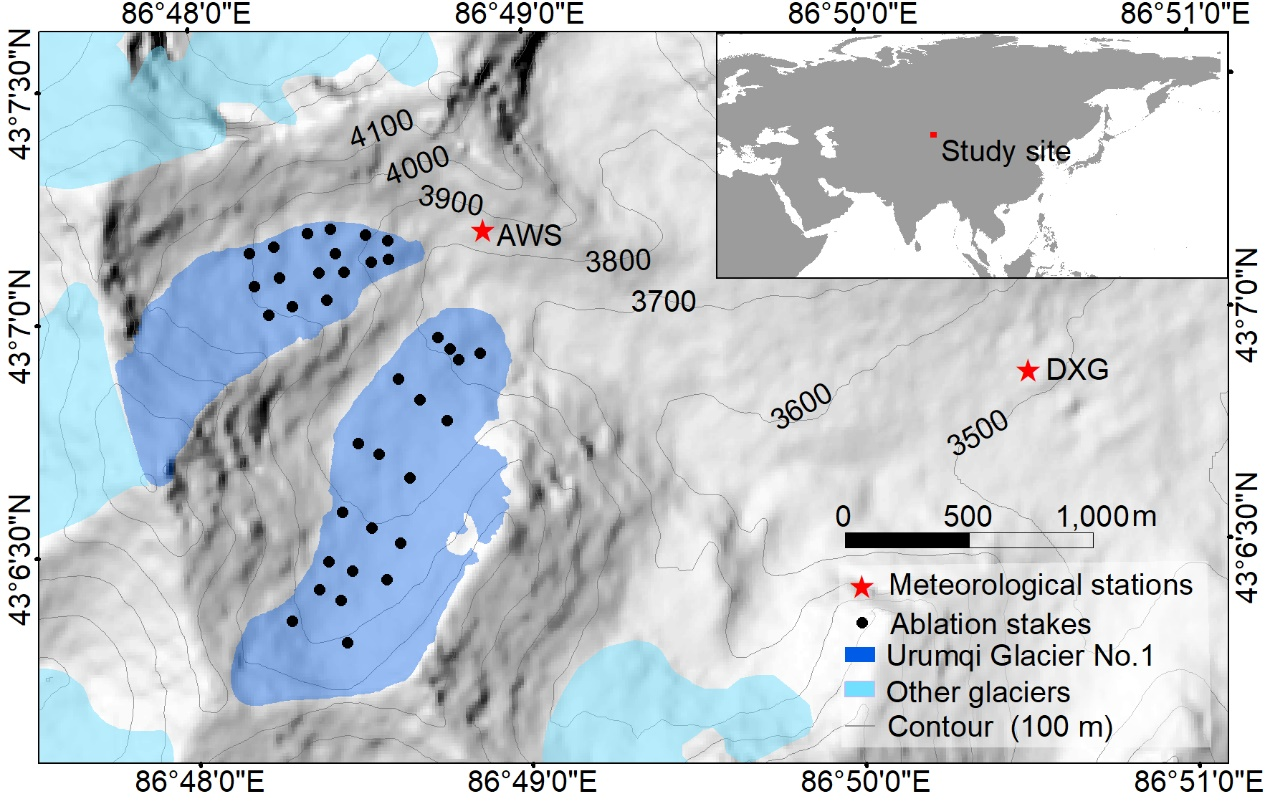 86°48'0"E
86°49'0"E
86°50'0"E
86°51'0"E
43°7'30"N
4100
4000
3900
AWS
3800
3700
Study site
43°7'0"N
43°7'0"N
DXG
3600
3500
43°6'30"N
43°6'30"N
0 500 1,000 m
Meteorological stations
Ablation stakes
Urumqi Glacier No.1
Other glaciers
Contour (100 m)
86°48'0"E
86°49'0"E
86°50'0"E
86°51'0"E